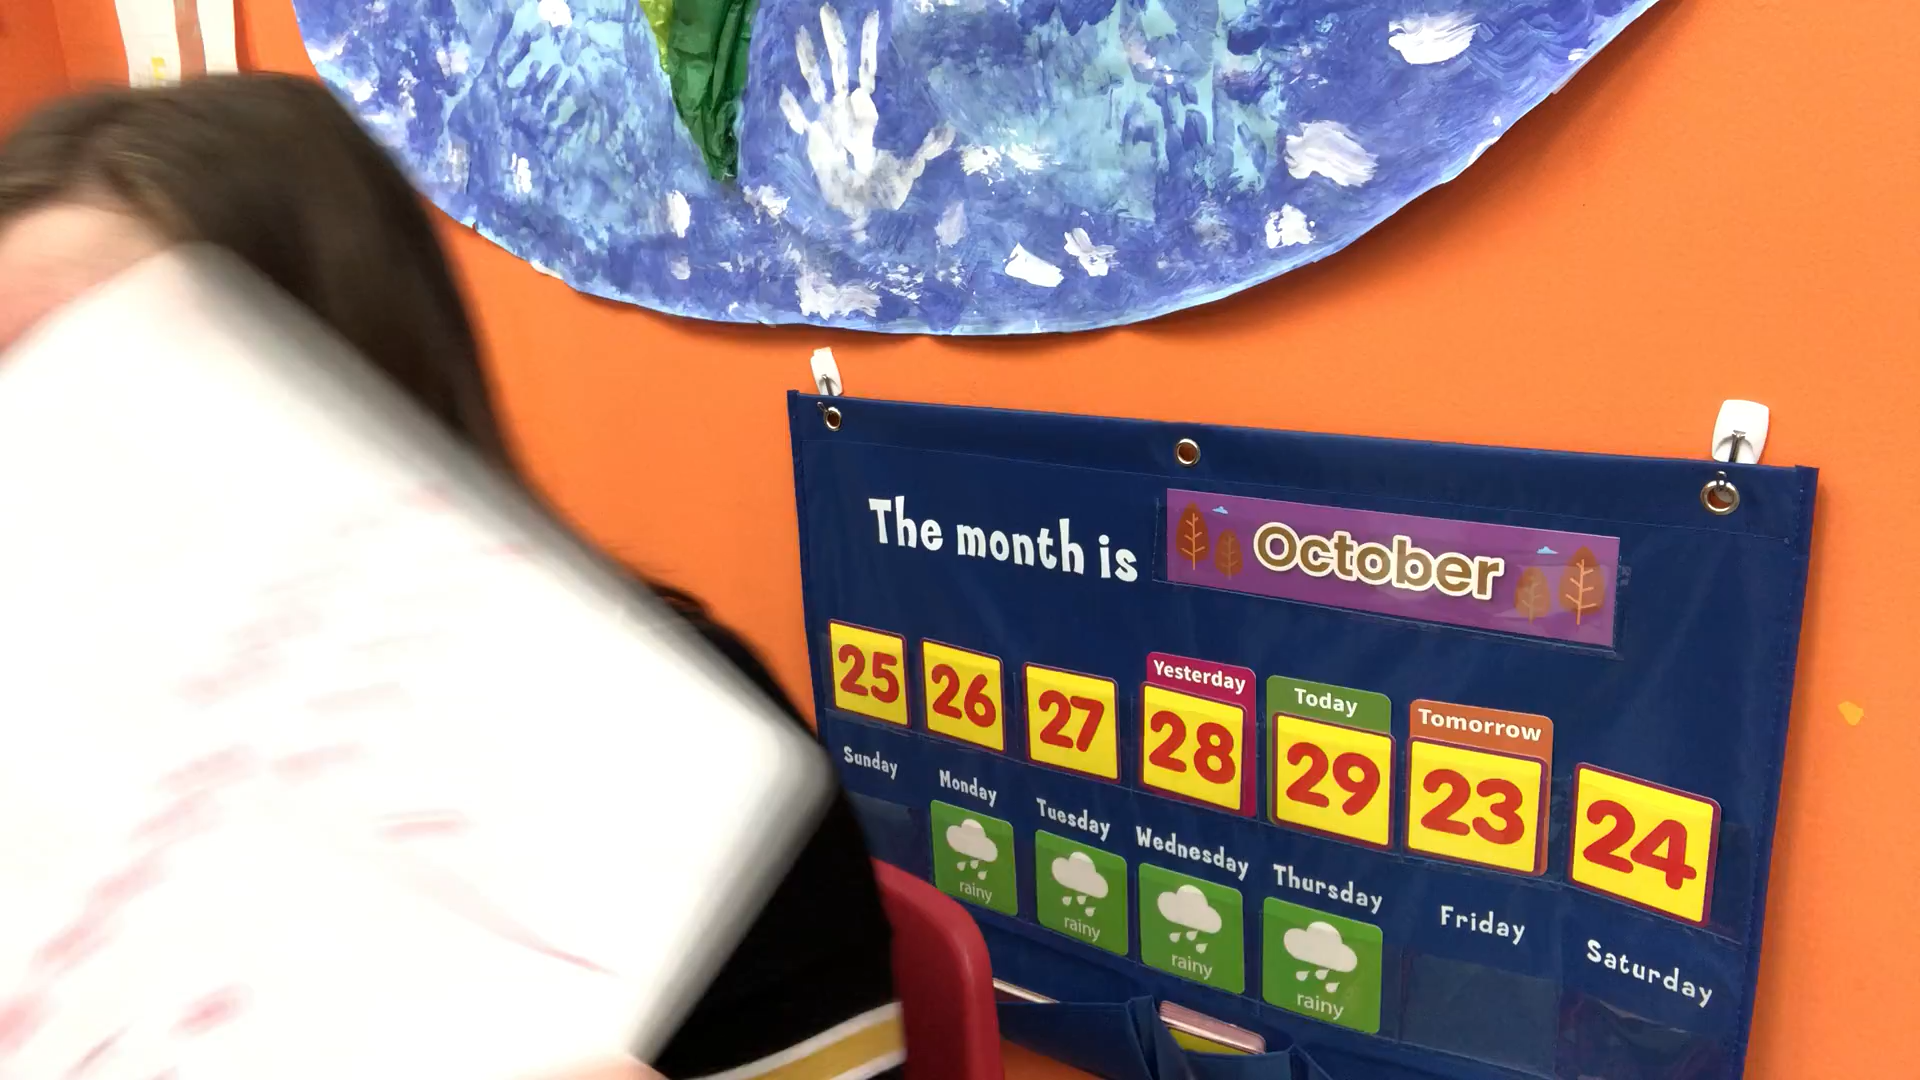 The month is October
Yesterday Today Tomorrow
25 26 27 28 29 23 24
Sunday Monday Tuesday Wednesday Thursday Friday Saturday
rainy rainy rainy rainy